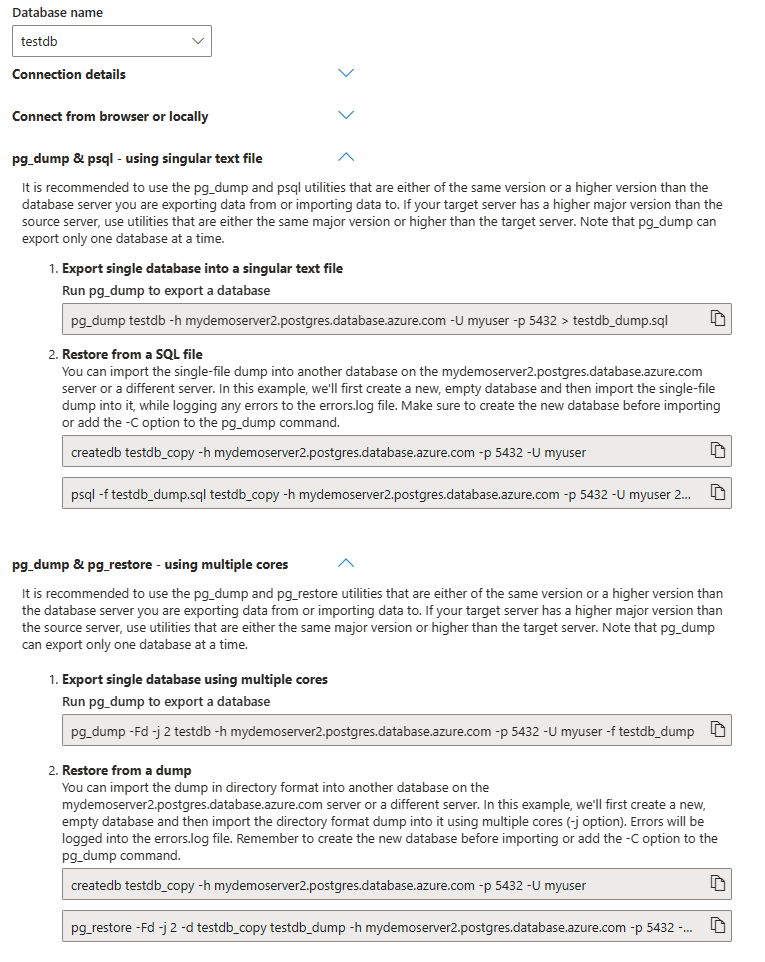 Database name
testdb
Connection details
Connect from browser or locally
pg_dump & psql - using singular text file
It is recommended to use the pg_dump and psql utilities that are either of the same version or a higher version than the
database server you are exporting data from or importing data to. If your target server has a higher major version than the
source server, use utilities that are either the same major version or higher than the target server. Note that pg_dump can
export only one database at a time.
1. Export single database into a singular text file
Run pg_dump to export a database
pg_dump testdb -h mydemoserver2.postgres.database.azure.com -U myuser -p 5432 > testdb_dump.sql
2. Restore from a SQL file
You can import the single-file dump into another database on the mydemoserver2.postgres.database.azure.com
server or a different server. In this example, we'll first create a new, empty database and then import the single-file
dump into it, while logging any errors to the errors.log file. Make sure to create the new database before importing
or add the -C option to the pg_dump command.
createdb testdb_copy -h mydemoserver2.postgres.database.azure.com -p 5432 -U myuser
psql -f testdb_dump.sql testdb_copy -h mydemoserver2.postgres.database.azure.com -p 5432 -U myuser 2...
pg_dump & pg_restore - using multiple cores
It is recommended to use the pg_dump and pg_restore utilities that are either of the same version or a higher version than
the database server you are exporting data from or importing data to. If your target server has a higher major version than
the source server, use utilities that are either the same major version or higher than the target server. Note that pg_dump
can export only one database at a time.
1. Export single database using multiple cores
Run pg_dump to export a database
pg_dump -Fd -j 2 testdb -h mydemoserver2.postgres.database.azure.com -p 5432 -U myuser -f testdb_dump
2. Restore from a dump
You can import the dump in directory format into another database on the
mydemoserver2.postgres.database.azure.com server or a different server. In this example, we'll first create a new,
empty database and then import the directory format dump into it using multiple cores (-j option). Errors will be
logged into the errors.log file. Remember to create the new database before importing or add the -C option to the
pg_dump command.
createdb testdb_copy -h mydemoserver2.postgres.database.azure.com -p 5432 -U myuser
pg_restore -Fd -j 2 -d testdb_copy testdb_dump -h mydemoserver2.postgres.database.azure.com -p 5432 -...